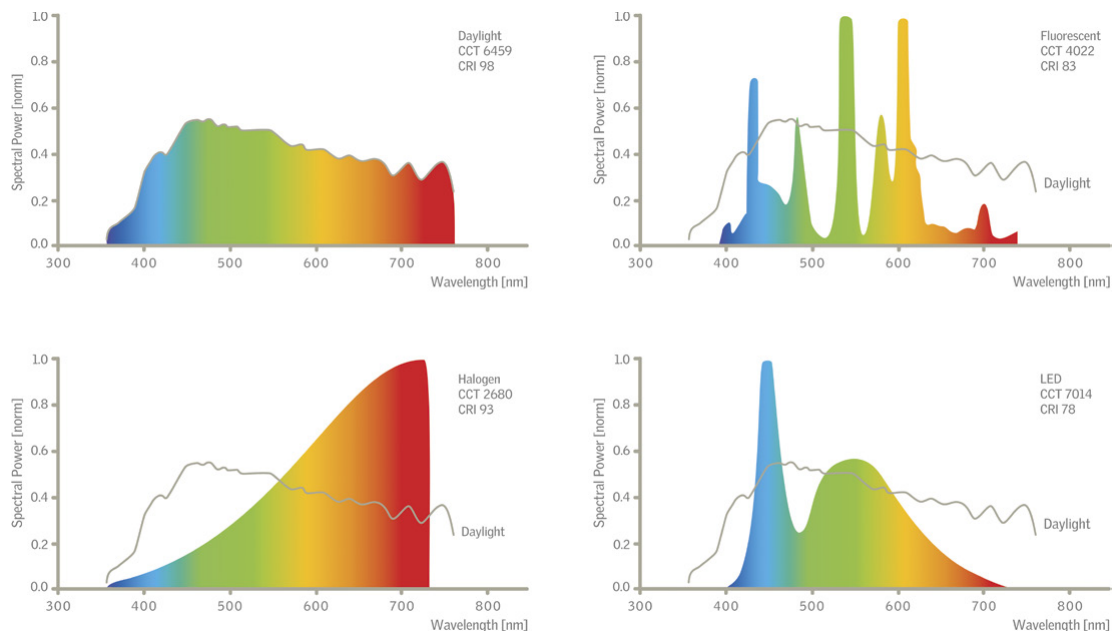 Spectral Power [norm]
1.0
0.8
0.6
0.4
0.2
0.0
Daylight
CCT 6459
CRI 98
300 400 500 600 700 800
Wavelength [nm]
Spectral Power [norm]
1.0
0.8
0.6
0.4
0.2
0.0
Fluorescent
CCT 4022
CRI 83
Daylight
300 400 500 600 700 800
Wavelength [nm]
Spectral Power [norm]
1.0
0.8
0.6
0.4
0.2
0.0
Halogen
CCT 2680
CRI 93
Daylight
300 400 500 600 700 800
Wavelength [nm]
Spectral Power [norm]
1.0
0.8
0.6
0.4
0.2
0.0
LED
CCT 7014
CRI 78
Daylight
300 400 500 600 700 800
Wavelength [nm]